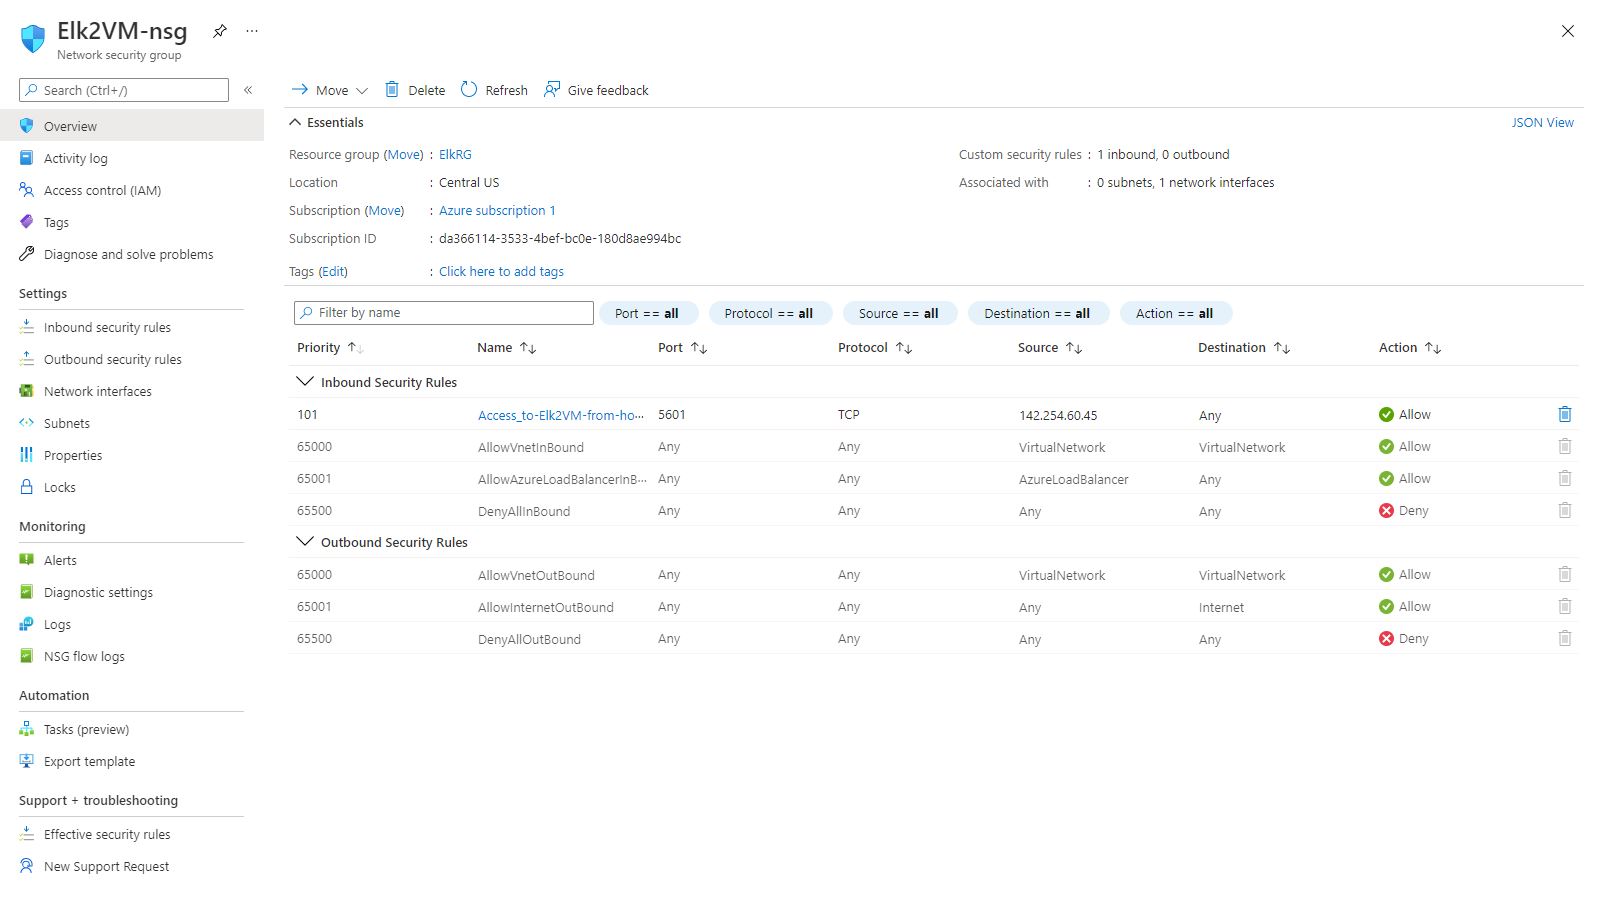 Elk2VM-nsg
Network security group
Search (Ctrl+/)
Overview
Activity log
Access control (IAM)
Tags
Diagnose and solve problems
Settings
Inbound security rules
Outbound security rules
Network interfaces
Subnets
Properties
Locks
Monitoring
Alerts
Diagnostic settings
Logs
NSG flow logs
Automation
Tasks (preview)
Export template
Support + troubleshooting
Effective security rules
New Support Request
Move Delete Refresh Give feedback
Essentials JSON View
Resource group (Move) : ElkRG
Location : Central US
Subscription (Move) : Azure subscription 1
Subscription ID : da366114-3533-4bef-bc0e-180d8ae994bc
Tags (Edit) : Click here to add tags
Custom security rules : 1 inbound, 0 outbound
Associated with : 0 subnets, 1 network interfaces
Filter by name Port == all Protocol == all Source == all Destination == all Action == all
Priority Name Port Protocol Source Destination Action
Inbound Security Rules
101 Access_to-Elk2VM-from-ho··· 5601 TCP 142.254.60.45 Any Allow
65000 AllowVnetInBound Any Any VirtualNetwork VirtualNetwork Allow
65001 AllowAzureLoadBalancerInB··· Any Any AzureLoadBalancer Any Allow
65500 DenyAllInBound Any Any Any Any Deny
Outbound Security Rules
65000 AllowVnetOutBound Any Any VirtualNetwork VirtualNetwork Allow
65001 AllowInternetOutBound Any Any Any Internet Allow
65500 DenyAllOutBound Any Any Any Any Deny